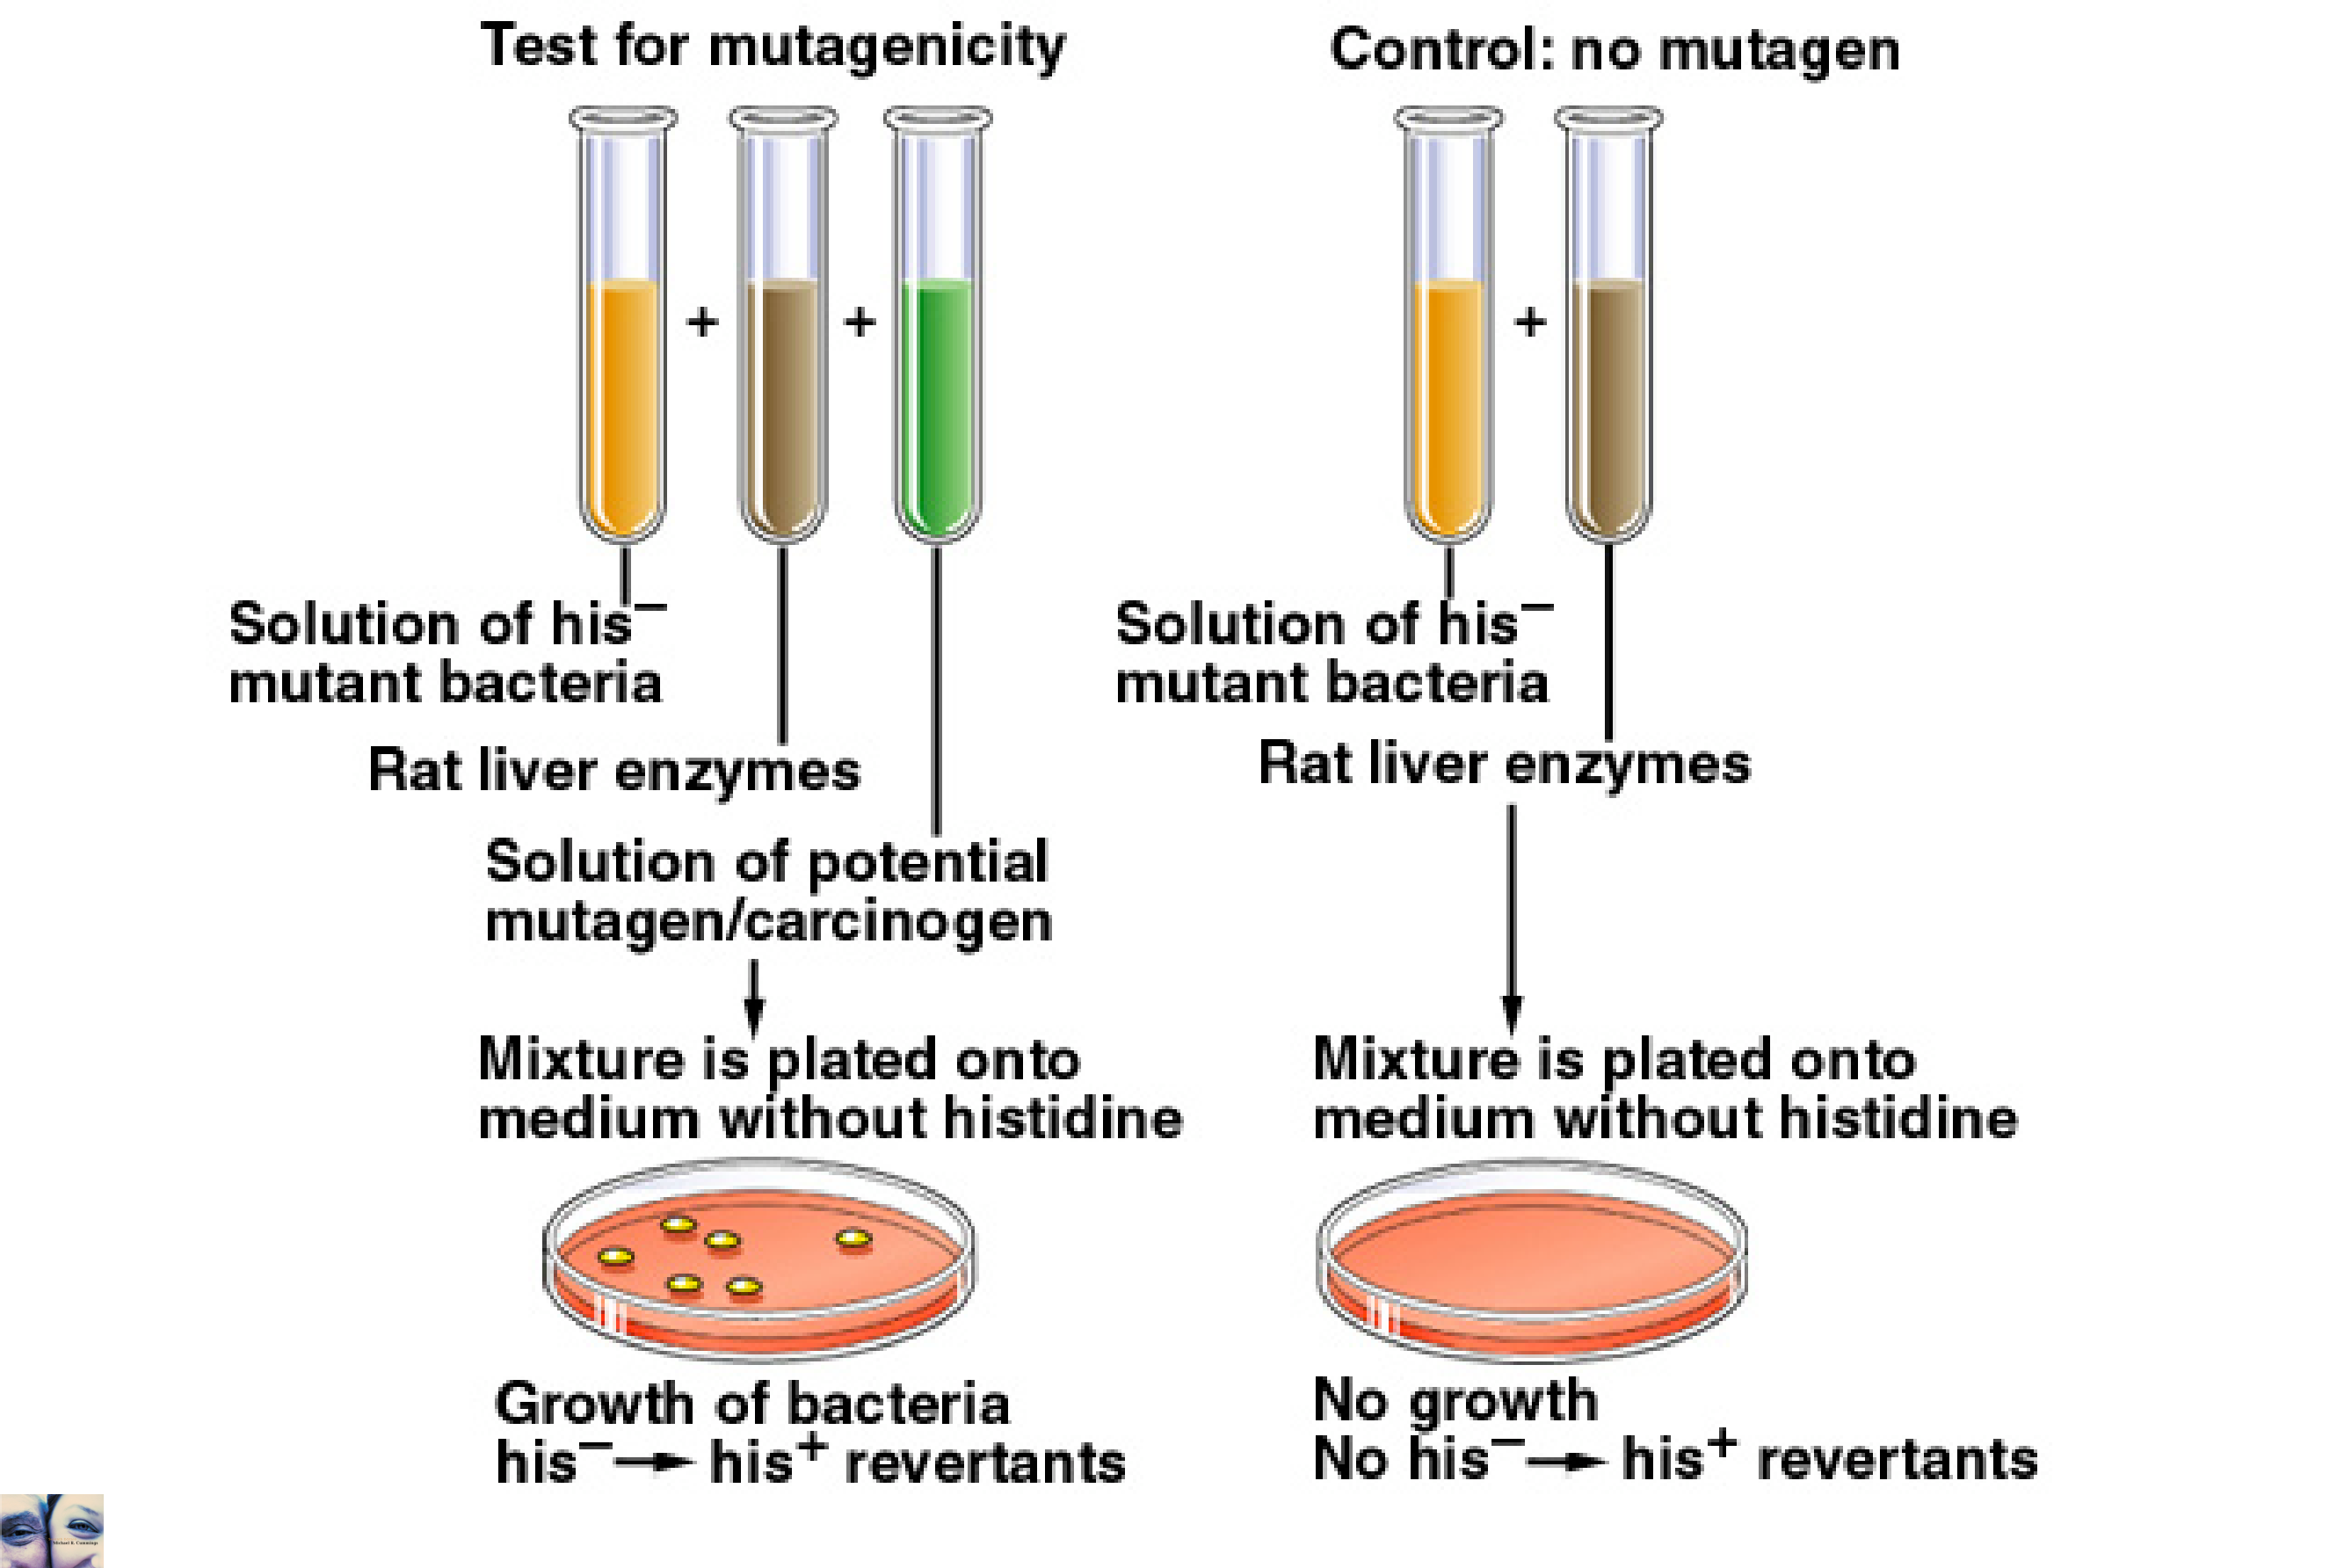 Test for mutagenicity
Control: no mutagen
+
+
+
Solution of his⁻
mutant bacteria
Rat liver enzymes
Solution of potential
mutagen/carcinogen
Mixture is plated onto
medium without histidine
Growth of bacteria
his⁻ → his⁺ revertants
Solution of his⁻
mutant bacteria
Rat liver enzymes
Mixture is plated onto
medium without histidine
No growth
No his⁻ → his⁺ revertants